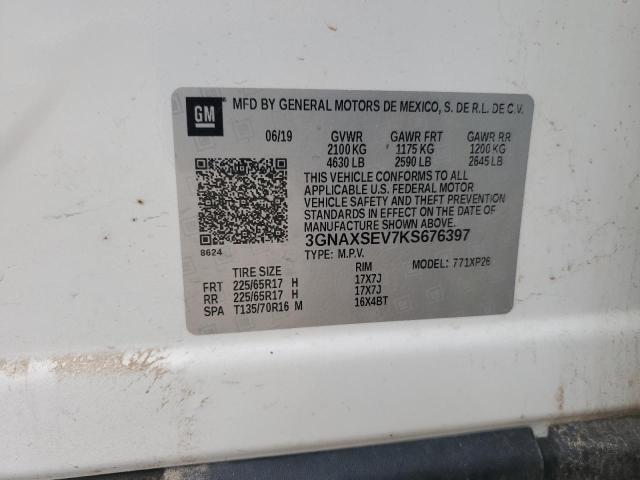 GM
MFD BY GENERAL MOTORS DE MEXICO, S. DE R.L. DE C.V.
06/19 GVWR GAWR FRT GAWR RR
2100 KG 1175 KG 1200 KG
4630 LB 2590 LB 2645 LB
THIS VEHICLE CONFORMS TO ALL
APPLICABLE U.S. FEDERAL MOTOR
VEHICLE SAFETY AND THEFT PREVENTION
STANDARDS IN EFFECT ON THE DATE OF
MANUFACTURE SHOWN ABOVE.
3GNAXSEV7KS676397
8624
TYPE: M.P.V. MODEL: 771XP26
TIRE SIZE RIM
FRT 225/65R17 H 17X7J
RR 225/65R17 H 17X7J
SPA T135/70R16 M 16X4BT